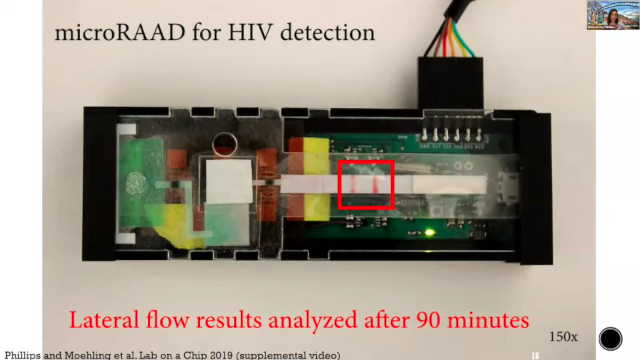 microRAAD for HIV detection
Lateral flow results analyzed after 90 minutes
150x
Phillips and Moehling et al. Lab on a Chip 2019 (supplemental video)
16